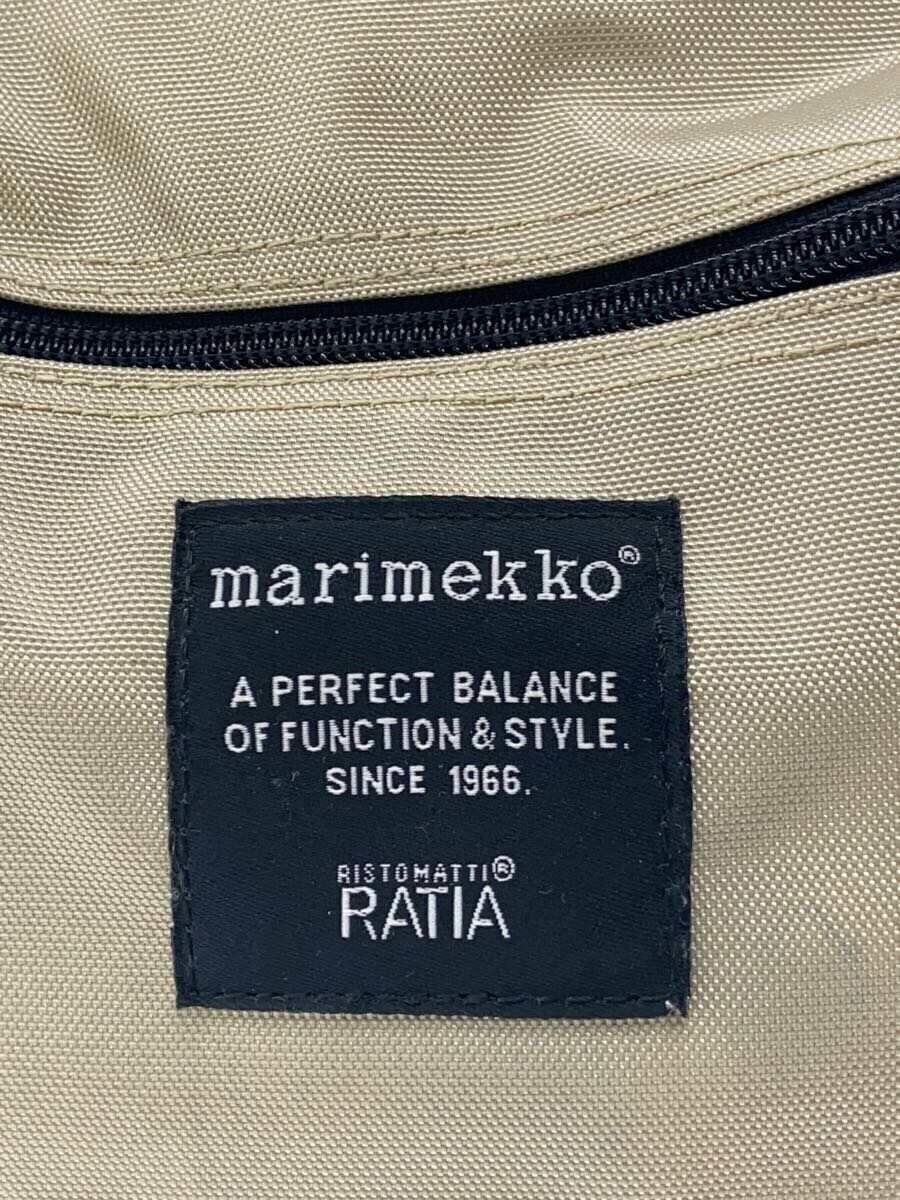 marimekko®
A PERFECT BALANCE
OF FUNCTION & STYLE.
SINCE 1966.
RISTOMATTI®
RATIA